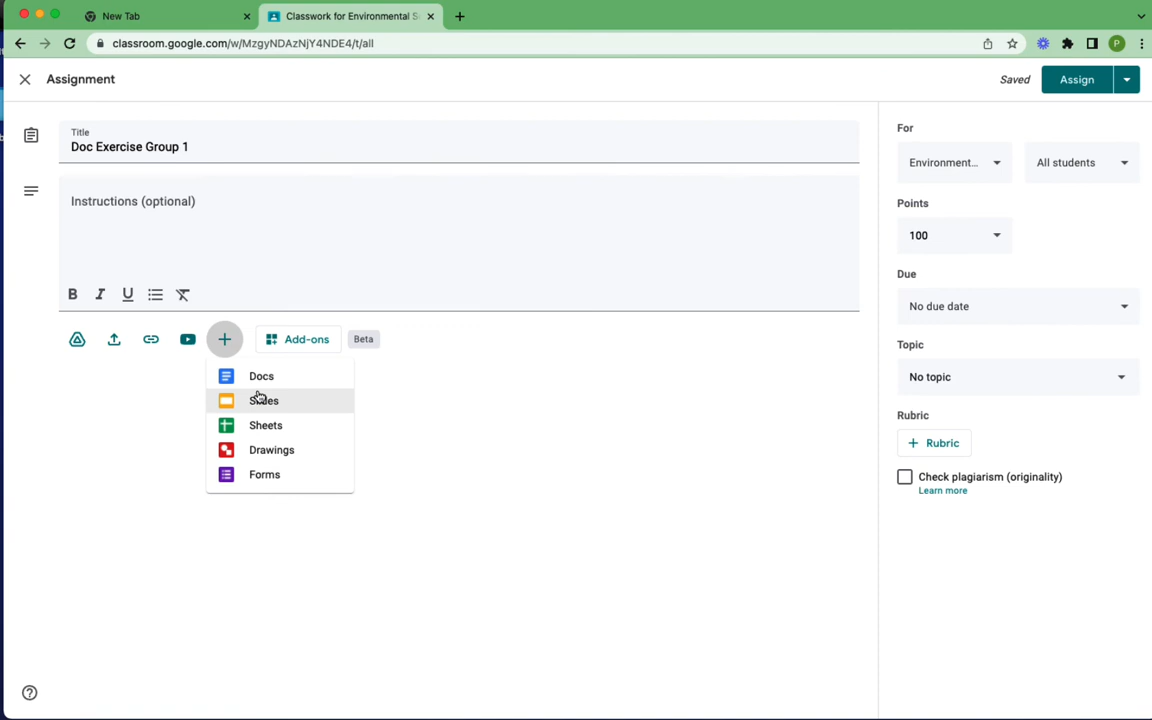 New Tab
Classwork for Environmental S
classroom.google.com/w/MzgyNDAzNjY4NDE4/t/all
P
Assignment
Saved
Assign
Title
Doc Exercise Group 1
Instructions (optional)
B I U
Add-ons
Beta
Docs
Slides
Sheets
Drawings
Forms
For
Environment...
All students
Points
100
Due
No due date
Topic
No topic
Rubric
+ Rubric
Check plagiarism (originality)
Learn more